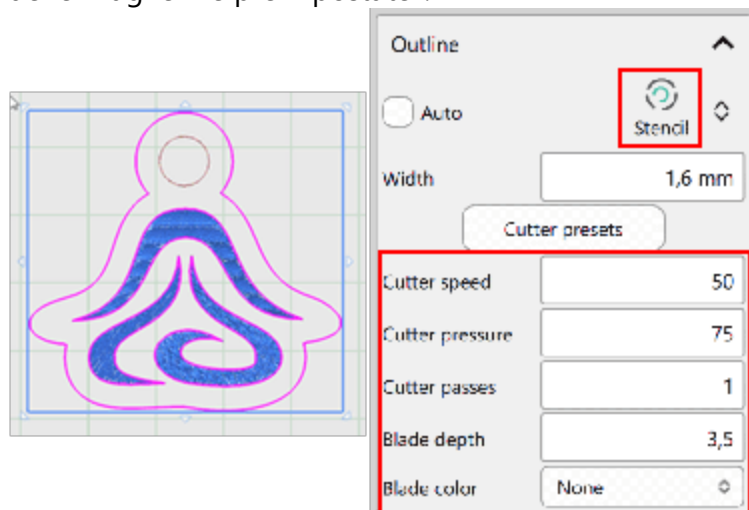 Outline
Auto
Stencil
Width
1,6 mm
Cutter presets
Cutter speed
50
Cutter pressure
75
Cutter passes
1
Blade depth
3,5
Blade color
None